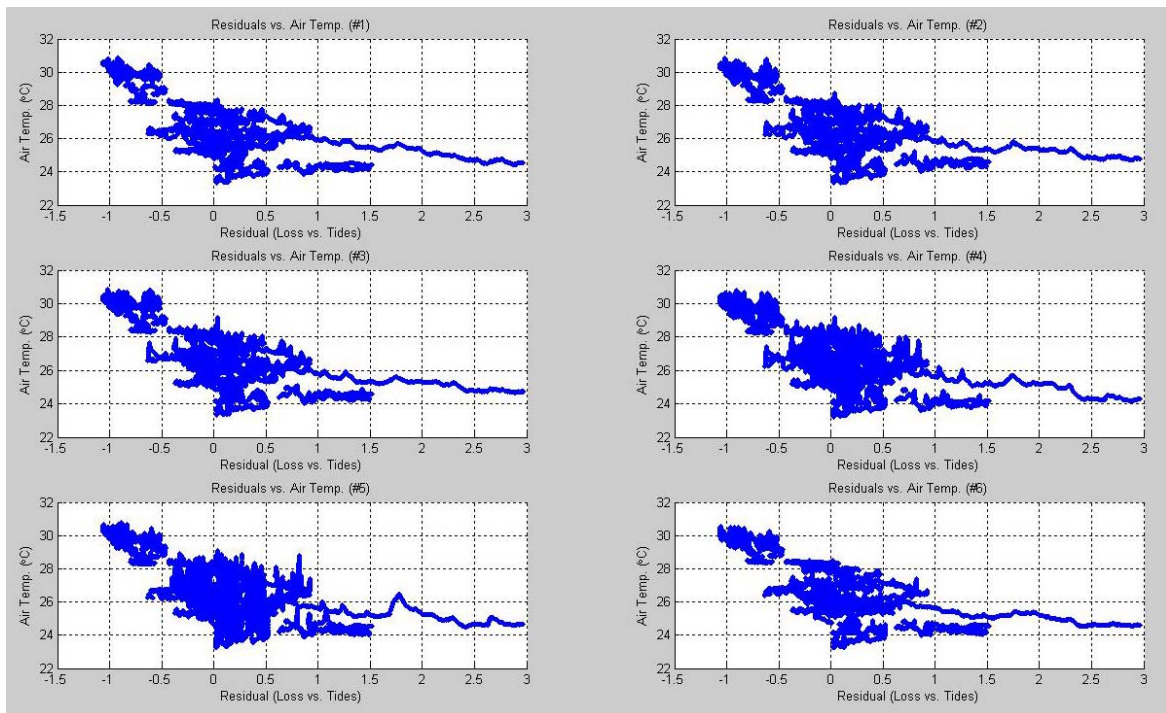 Residuals vs. Air Temp. (#1)
32
30
28
26
24
22
Air Temp. (ºC)
-1.5 -1 -0.5 0 0.5 1 1.5 2 2.5 3
Residual (Loss vs. Tides)
Residuals vs. Air Temp. (#2)
32
30
28
26
24
22
Air Temp. (ºC)
-1.5 -1 -0.5 0 0.5 1 1.5 2 2.5 3
Residual (Loss vs. Tides)
Residuals vs. Air Temp. (#3)
32
30
28
26
24
22
Air Temp. (ºC)
-1.5 -1 -0.5 0 0.5 1 1.5 2 2.5 3
Residual (Loss vs. Tides)
Residuals vs. Air Temp. (#4)
32
30
28
26
24
22
Air Temp. (ºC)
-1.5 -1 -0.5 0 0.5 1 1.5 2 2.5 3
Residual (Loss vs. Tides)
Residuals vs. Air Temp. (#5)
32
30
28
26
24
22
Air Temp. (ºC)
-1.5 -1 -0.5 0 0.5 1 1.5 2 2.5 3
Residual (Loss vs. Tides)
Residuals vs. Air Temp. (#6)
32
30
28
26
24
22
Air Temp. (ºC)
-1.5 -1 -0.5 0 0.5 1 1.5 2 2.5 3
Residual (Loss vs. Tides)